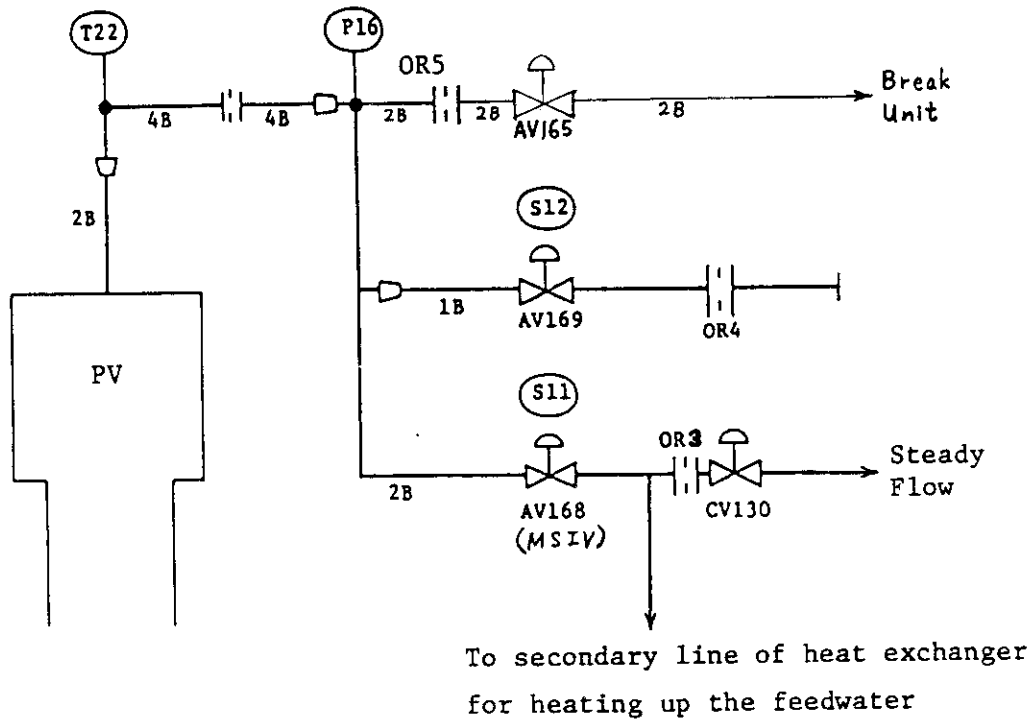 T22
P16
OR5
4B
4B
2B
2B
AV165
2B
Break
Unit
2B
S12
1B
AV169
OR4
PV
S11
2B
AV168
(MSIV)
OR3
CV130
Steady
Flow
To secondary line of heat exchanger
for heating up the feedwater